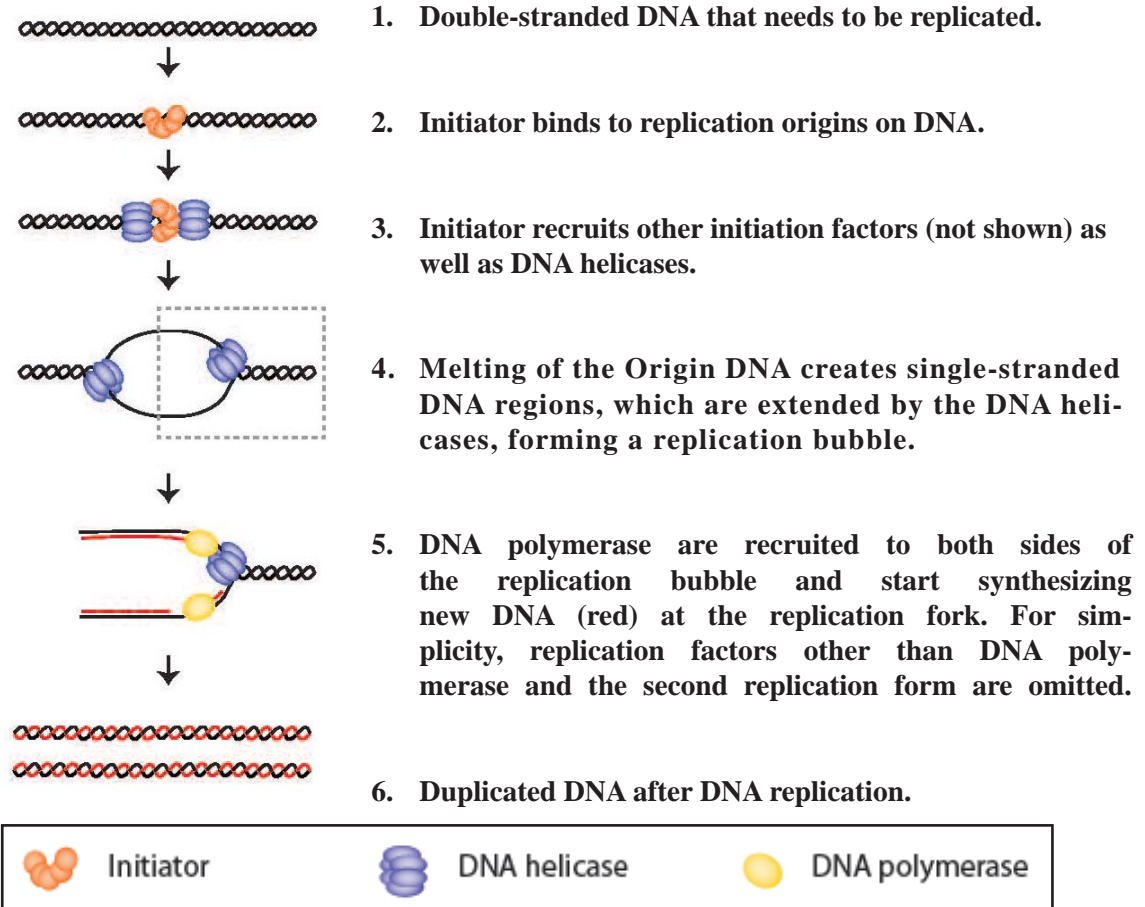 1. Double-stranded DNA that needs to be replicated.
2. Initiator binds to replication origins on DNA.
3. Initiator recruits other initiation factors (not shown) as
well as DNA helicases.
4. Melting of the Origin DNA creates single-stranded
DNA regions, which are extended by the DNA heli-
cases, forming a replication bubble.
5. DNA polymerase are recruited to both sides of
the replication bubble and start synthesizing
new DNA (red) at the replication fork. For sim-
plicity, replication factors other than DNA poly-
merase and the second replication form are omitted.
6. Duplicated DNA after DNA replication.
Initiator DNA helicase DNA polymerase